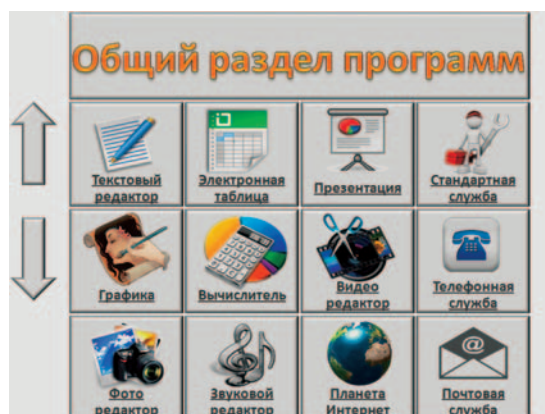 Общий раздел программ
Текстовый
редактор
Электронная
таблица
Презентация
Стандартная
служба
Графика
Вычислитель
Видео
редактор
Телефонная
служба
Фото
редактор
Звуковой
редактор
Планета
Интернет
Почтовая
служба